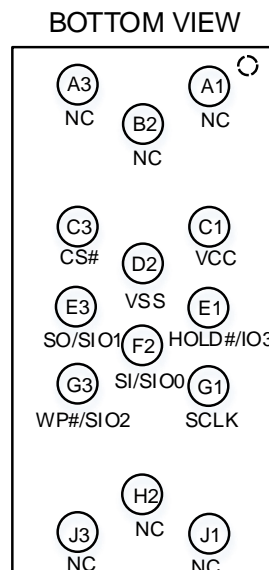 BOTTOM VIEW
A3 A1
NC NC
B2
NC
C3 C1
CS# VCC
D2
VSS
E3 E1
SO/SIO1 HOLD#/IO3
F2
SI/SIO0
G3 G1
WP#/SIO2 SCLK
H2
NC
J3 J1
NC NC